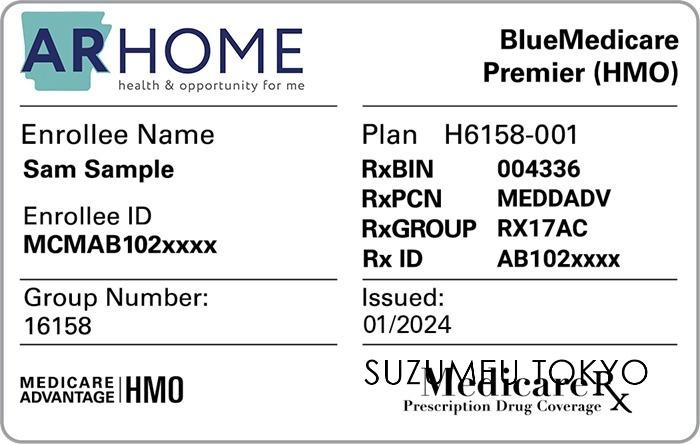 ARHOME
health & opportunity for me
BlueMedicare
Premier (HMO)
Enrollee Name
Sam Sample
Enrollee ID
MCMAB102xxxx
Plan H6158-001
RxBIN 004336
RxPCN MEDDADV
RxGROUP RX17AC
Rx ID AB102xxxx
Group Number:
16158
Issued:
01/2024
MEDICARE
ADVANTAGE HMO
SUZUMELI TOKYO
MedicareRx
Prescription Drug Coverage